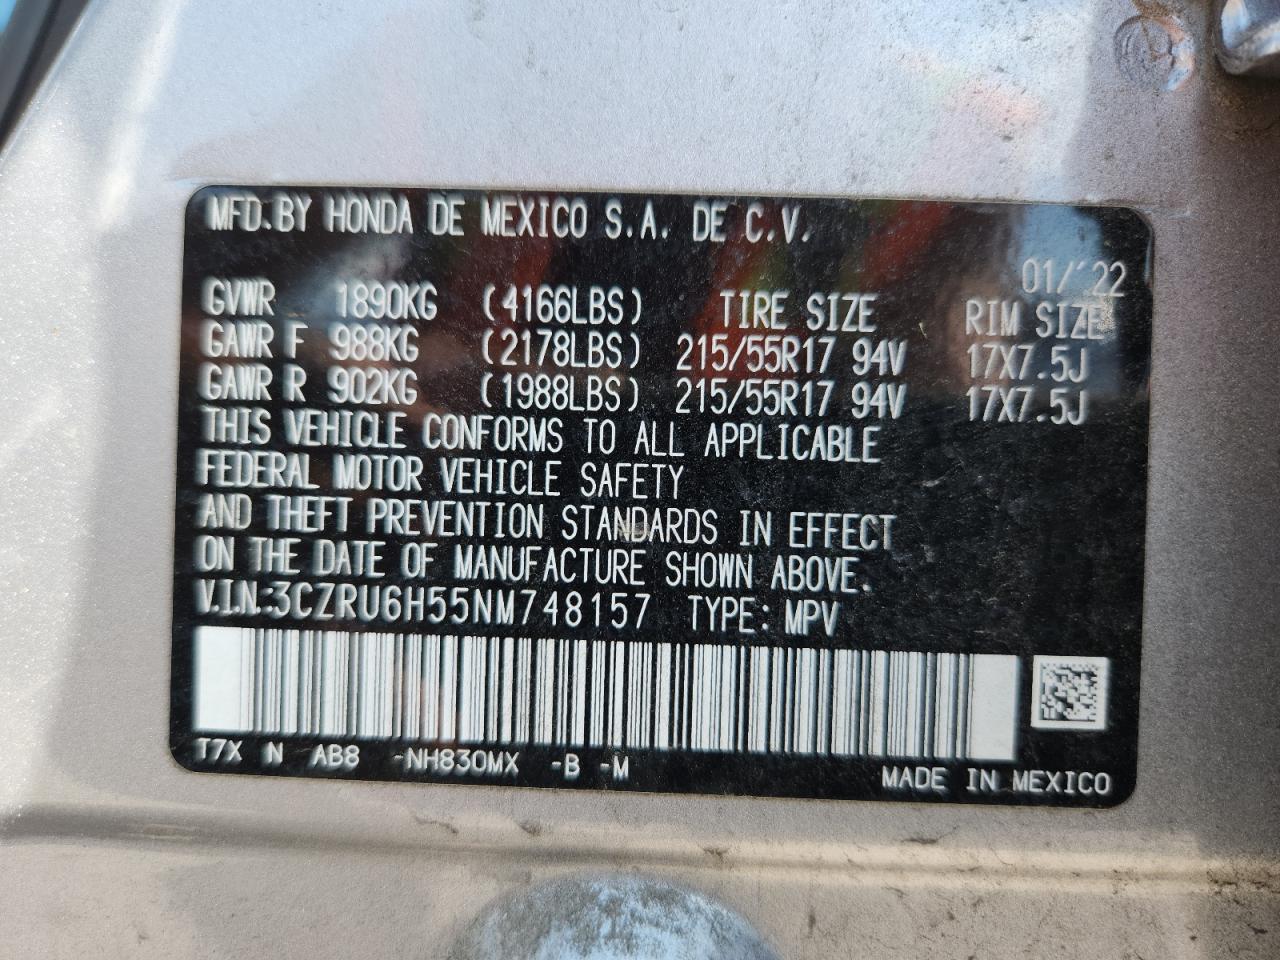 MFD.BY HONDA DE MEXICO S.A. DE C.V.
01/'22
GVWR 1890KG (4166LBS) TIRE SIZE RIM SIZE
GAWR F 988KG (2178LBS) 215/55R17 94V 17X7.5J
GAWR R 902KG (1988LBS) 215/55R17 94V 17X7.5J
THIS VEHICLE CONFORMS TO ALL APPLICABLE
FEDERAL MOTOR VEHICLE SAFETY
AND THEFT PREVENTION STANDARDS IN EFFECT
ON THE DATE OF MANUFACTURE SHOWN ABOVE.
V.I.N.:3CZRU6H55NM748157 TYPE: MPV
T7X N AB8 -NH830MX -B -M
MADE IN MEXICO